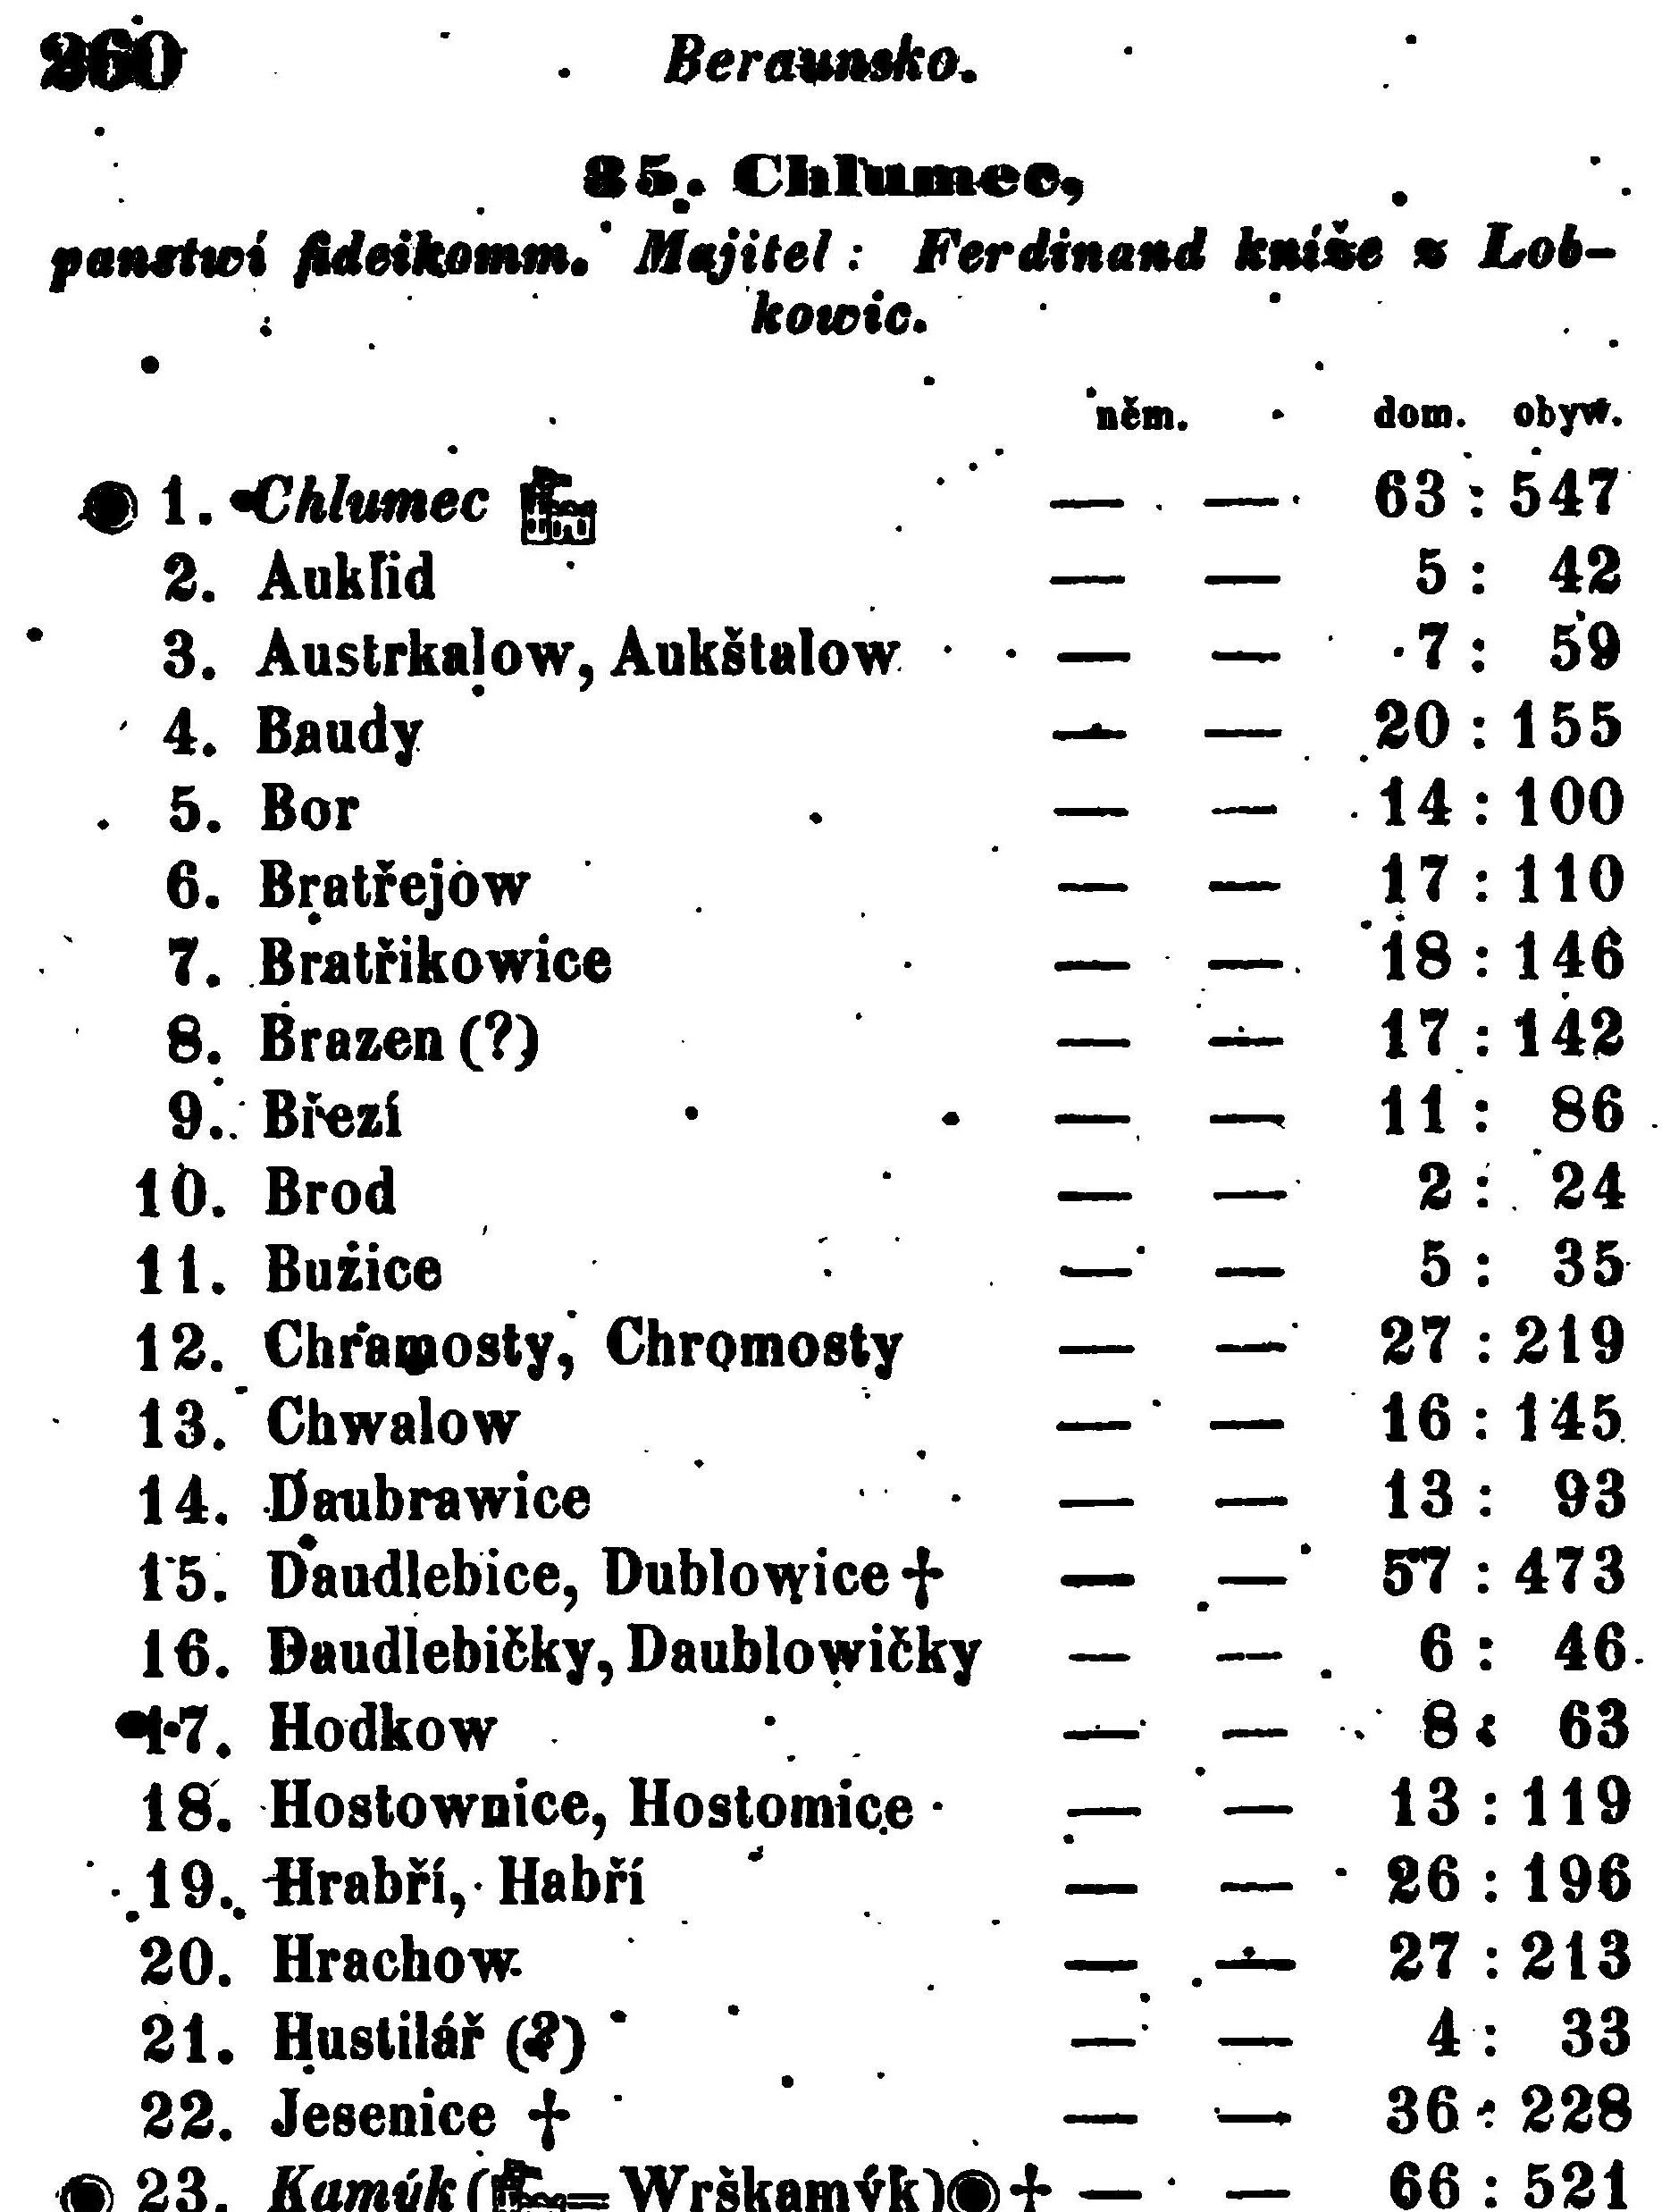 260 Beraunsko.
35. Chlumec,
panstwí fideikomm. Majitel: Ferdinand kníže z Lob-
kowic.
něm. dom. obyw.
1. Chlumec — — 63 : 547
2. Auklid — — 5 : 42
3. Austrkalow, Aukštalow — — 7 : 59
4. Baudy — — 20 : 155
5. Bor — — 14 : 100
6. Bratřejow — — 17 : 110
7. Bratřikowice — — 18 : 146
8. Brazen (?) — — 17 : 142
9. Březí — — 11 : 86
10. Brod — — 2 : 24
11. Bužice — — 5 : 35
12. Chramosty, Chromosty — — 27 : 219
13. Chwalow — — 16 : 145
14. Daubrawice — — 13 : 93
15. Daudlebice, Dublowice † — — 57 : 473
16. Daudlebičky, Daublowičky — — 6 : 46
17. Hodkow — — 8 : 63
18. Hostownice, Hostomice — — 13 : 119
19. Hrabří, Habří — — 26 : 196
20. Hrachow — — 27 : 213
21. Hustilář (?) — — 4 : 33
22. Jesenice † — — 36 : 228
23. Kamýk ( = Wrškamýk) † — — 66 : 521